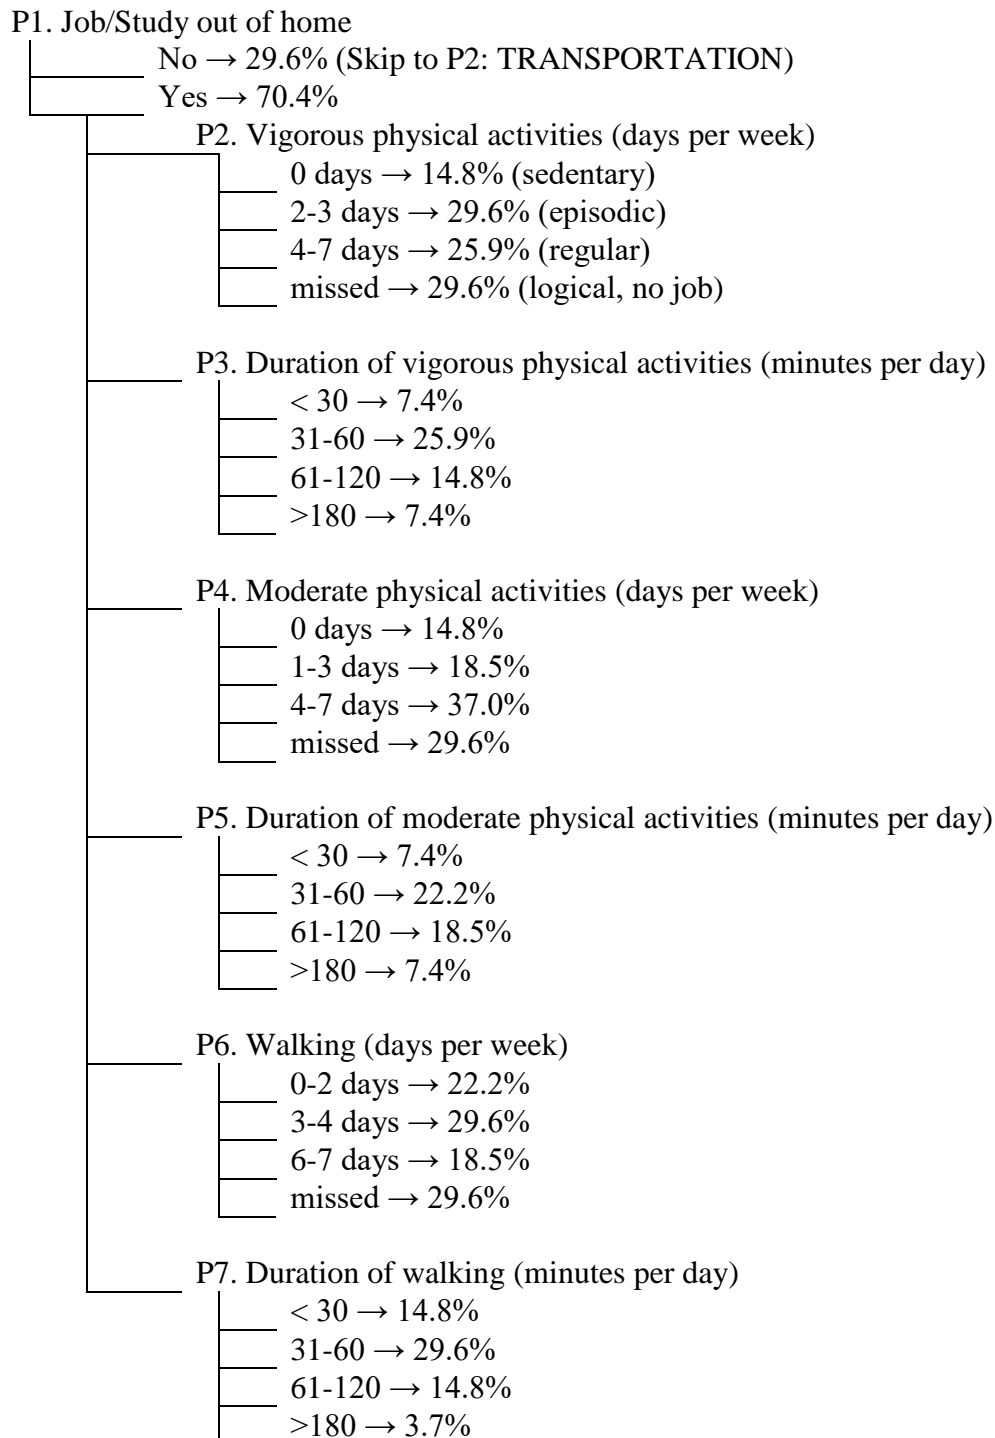 P1. Job/Study out of home
No → 29.6% (Skip to P2: TRANSPORTATION)
Yes → 70.4%
P2. Vigorous physical activities (days per week)
0 days → 14.8% (sedentary)
2-3 days → 29.6% (episodic)
4-7 days → 25.9% (regular)
missed → 29.6% (logical, no job)
P3. Duration of vigorous physical activities (minutes per day)
< 30 → 7.4%
31-60 → 25.9%
61-120 → 14.8%
>180 → 7.4%
P4. Moderate physical activities (days per week)
0 days → 14.8%
1-3 days → 18.5%
4-7 days → 37.0%
missed → 29.6%
P5. Duration of moderate physical activities (minutes per day)
< 30 → 7.4%
31-60 → 22.2%
61-120 → 18.5%
>180 → 7.4%
P6. Walking (days per week)
0-2 days → 22.2%
3-4 days → 29.6%
6-7 days → 18.5%
missed → 29.6%
P7. Duration of walking (minutes per day)
< 30 → 14.8%
31-60 → 29.6%
61-120 → 14.8%
>180 → 3.7%